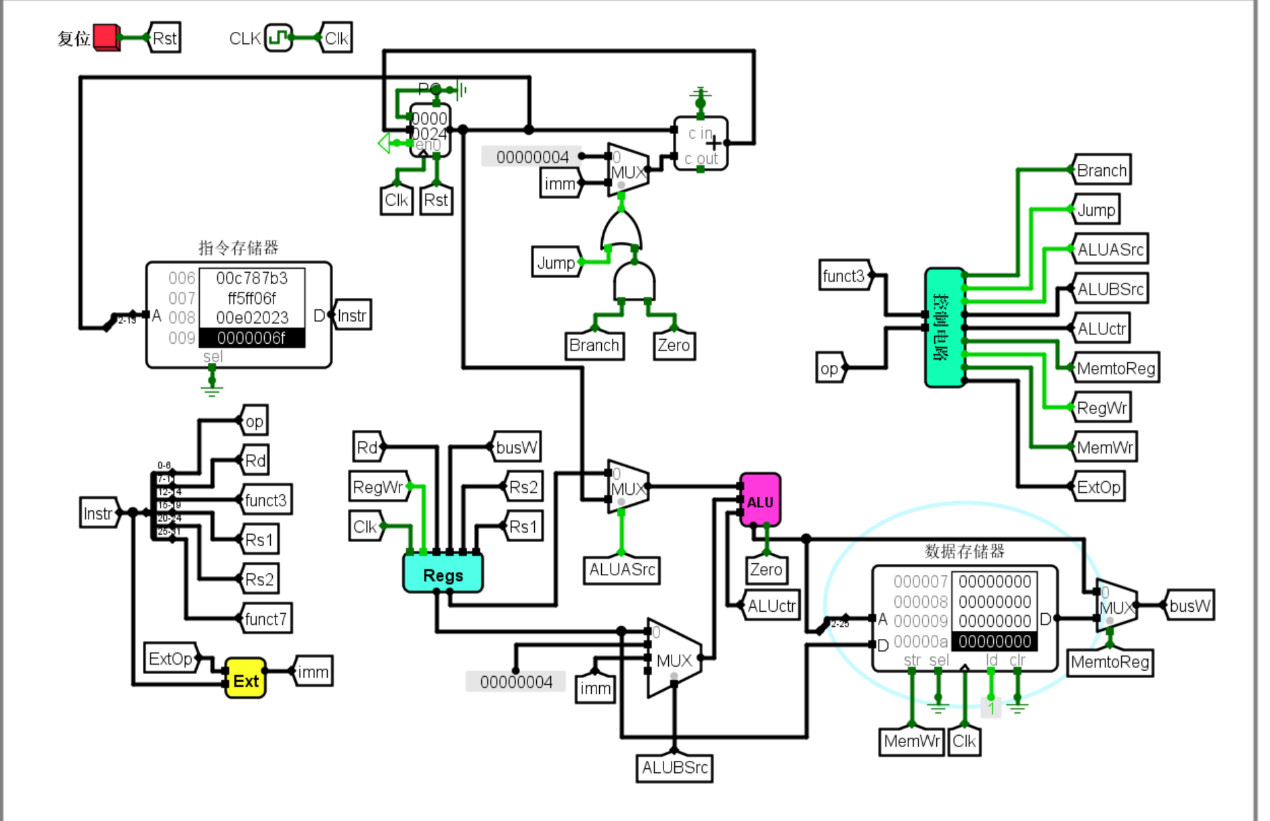 复位
Rst
CLK
Clk
PC
0000
0024
en0
Clk
Rst
c in
+
c out
00000004
0
MUX
imm
Jump
Branch
Zero
指令存储器
006 00c787b3
007 ff5ff06f
008 00e02023
009 0000006f
A
D
Instr
sel
2-13
funct3
op
控制电路
Branch
Jump
ALUASrc
ALUBSrc
ALUctr
MemtoReg
RegWr
MemWr
ExtOp
Instr
0-6
7-11
12-14
15-19
20-24
25-31
op
Rd
funct3
Rs1
Rs2
funct7
ExtOp
Ext
imm
Rd
RegWr
Clk
busW
Rs2
Rs1
Regs
0
MUX
ALUASrc
ALU
Zero
ALUctr
0
MUX
00000004
imm
ALUBSrc
数据存储器
000007 00000000
000008 00000000
000009 00000000
00000a 00000000
2-25
A
D
D
str sel ld clr
1
MemWr
Clk
0
MUX
MemtoReg
busW